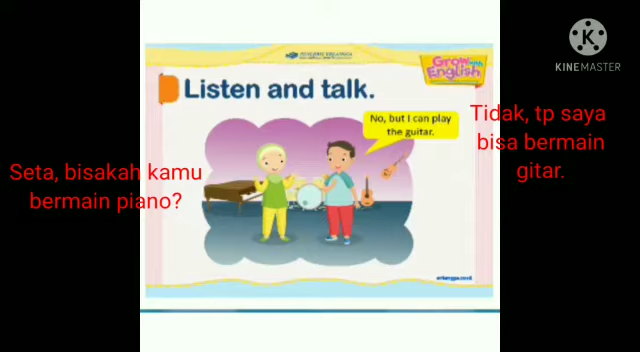 KINEMASTER
Grow with
English
Listen and talk.
No, but I can play
the guitar.
Tidak, tp saya
bisa bermain
gitar.
Seta, bisakah kamu
bermain piano?